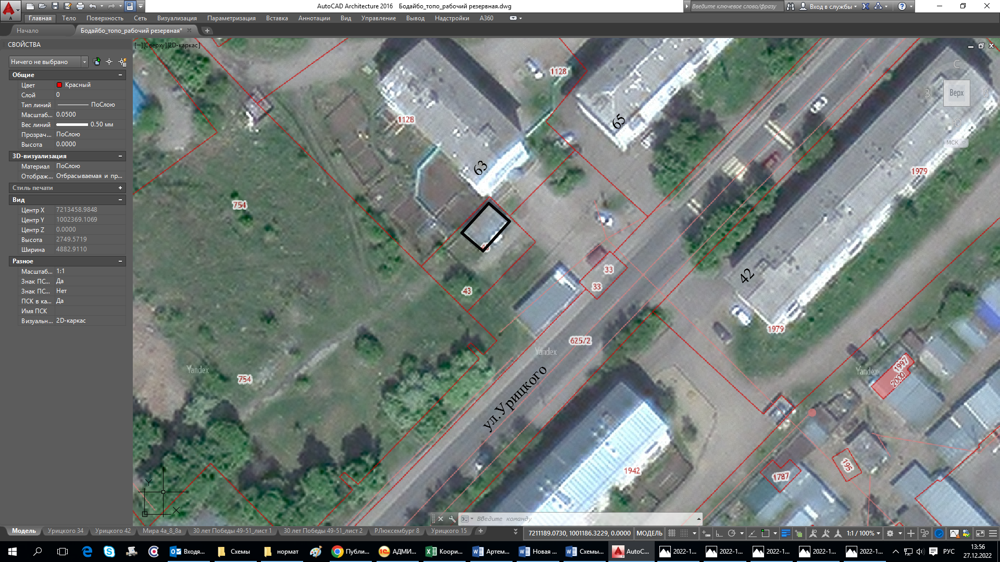 AutoCAD Architecture 2016 Бодайбо_топо_рабочий резервная.dwg
Введите ключевое слово/фразу
Вход в службы
Главная Тело Поверхность Сеть Визуализация Параметризация Вставка Аннотации Вид Управление Вывод Надстройки A360
Начало
Бодайбо_топо_рабочий резервная*
СВОЙСТВА
Ничего не выбрано
Общие
Цвет Красный
Слой 0
Тип линий ПоСлою
Масштаб... 0.0500
Вес линий 0.50 мм
Прозрач... ПоСлою
Высота 0.0000
3D-визуализация
Материал ПоСлою
Отображ... Отбрасываемая и пр...
Стиль печати
Вид
Центр X 7213458.9848
Центр Y 1002369.1069
Центр Z 0.0000
Высота 2749.5719
Ширина 4882.9110
Разное
Масштаб... 1:1
Знак ПС... Да
Знак ПС... Нет
ПСК в ка... Да
Имя ПСК
Визуальн... 2D-каркас
[−][Сверху][2D-каркас]
С
З Верх В
Ю
МСК
1128
1128
65
63
1979
754
42
33
33
43
1979
625/2
Yandex
Yandex
Yandex
754
ул.Урицкого
1997
2000
195
1942
1787
Y
X
Введите команду
Модель Урицкого 34 Урицкого 42 Мира 4а_8_8а 30 лет Победы 49-51_лист 1 30 лет Победы 49-51_лист 2 РЛюксембург 8 Урицкого 15
7211189.0730, 1001186.3229, 0.0000 МОДЕЛЬ
1:1 / 100%
Входя...
Схемы
нормат
Публи...
АДМИ...
Коори...
Артем...
Новая ...
Схемы...
AutoC...
2022-1...
2022-1...
2022-1...
2022-1...
2022-1...
РУС
13:56
27.12.2022